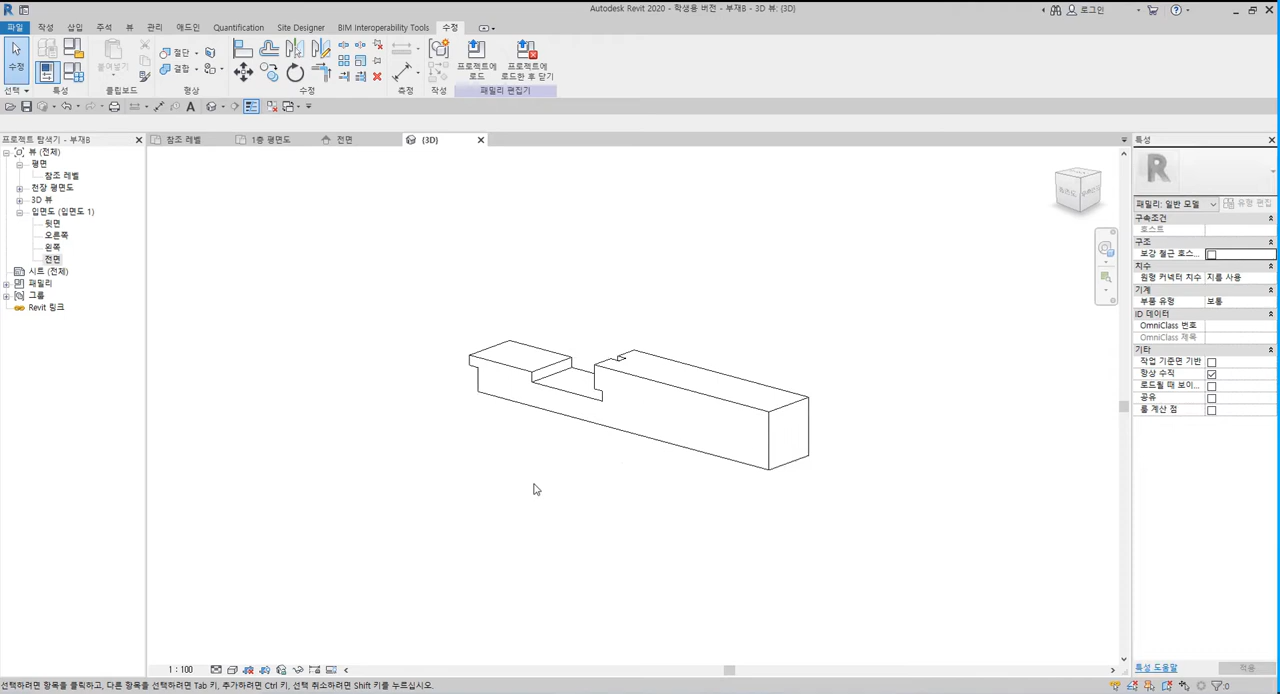 Autodesk Revit 2020 - 학생용 버전 - 부재B - 3D 뷰: (3D)
로그인
파일 작성 삽입 주석 뷰 관리 애드인 Quantification Site Designer BIM Interoperability Tools 수정
수정
붙여넣기
절단
결합
프로젝트에 로드
프로젝트에 로드한 후 닫기
선택 특성 클립보드 형상 수정 측정 작성 패밀리 편집기
프로젝트 탐색기 - 부재B
참조 레벨
1층 평면도
전면
(3D)
특성
뷰 (전체)
평면
참조 레벨
천장 평면도
3D 뷰
입면도 (입면도 1)
뒷면
오른쪽
왼쪽
전면
시트 (전체)
패밀리
그룹
Revit 링크
패밀리: 일반 모델
유형 편집
구속조건
호스트
구조
보강 철근 호스...
치수
원형 커넥터 치수 지름 사용
기계
부품 유형 보통
ID 데이터
OmniClass 번호
OmniClass 제목
기타
작업 기준면 기반
항상 수직
로드될 때 보이...
공유
룸 계산 점
1 : 100
특성 도움말
적용
선택하려면 항목을 클릭하고, 다른 항목을 선택하려면 Tab 키, 추가하려면 Ctrl 키, 선택 취소하려면 Shift 키를 누르십시오.
:0